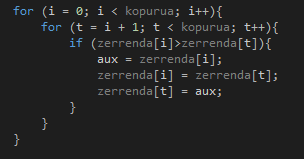 for (i = 0; i < kopurua; i++){
for (t = i + 1; t < kopurua; t++){
if (zerrenda[i]>zerrenda[t]){
aux = zerrenda[i];
zerrenda[i] = zerrenda[t];
zerrenda[t] = aux;
}
}
}